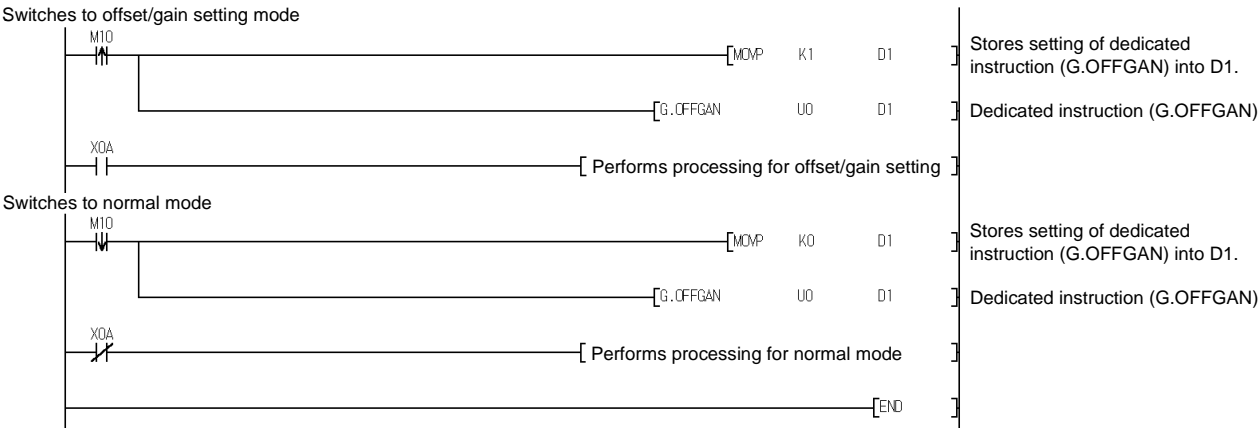 Switches to offset/gain setting mode
M10
MOVP K1 D1
Stores setting of dedicated
instruction (G.OFFGAN) into D1.
G.OFFGAN U0 D1
Dedicated instruction (G.OFFGAN)
X0A
Performs processing for offset/gain setting
Switches to normal mode
M10
MOVP K0 D1
Stores setting of dedicated
instruction (G.OFFGAN) into D1.
G.OFFGAN U0 D1
Dedicated instruction (G.OFFGAN)
X0A
Performs processing for normal mode
END